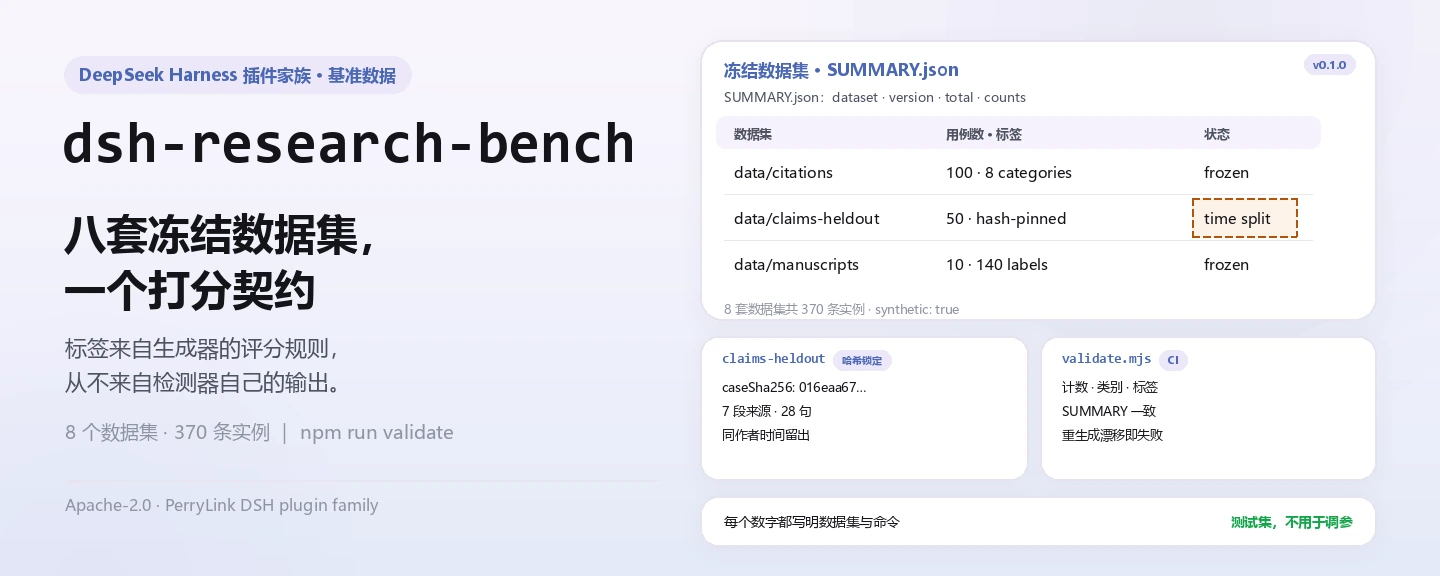 DeepSeek Harness 插件家族 • 基准数据
dsh-research-bench
八套冻结数据集，
一个打分契约
标签来自生成器的评分规则，
从不来自检测器自己的输出。
8 个数据集 · 370 条实例 ｜ npm run validate
Apache-2.0 · PerryLink DSH plugin family
冻结数据集 • SUMMARY.json
v0.1.0
SUMMARY.json：dataset · version · total · counts
数据集 用例数 • 标签 状态
data/citations 100 · 8 categories frozen
data/claims-heldout 50 · hash-pinned time split
data/manuscripts 10 · 140 labels frozen
8 套数据集共 370 条实例 · synthetic: true
claims-heldout 哈希锁定
caseSha256: 016eaa67…
7 段来源 · 28 句
同作者时间留出
validate.mjs CI
计数 · 类别 · 标签
SUMMARY 一致
重生成漂移即失败
每个数字都写明数据集与命令
测试集，不用于调参